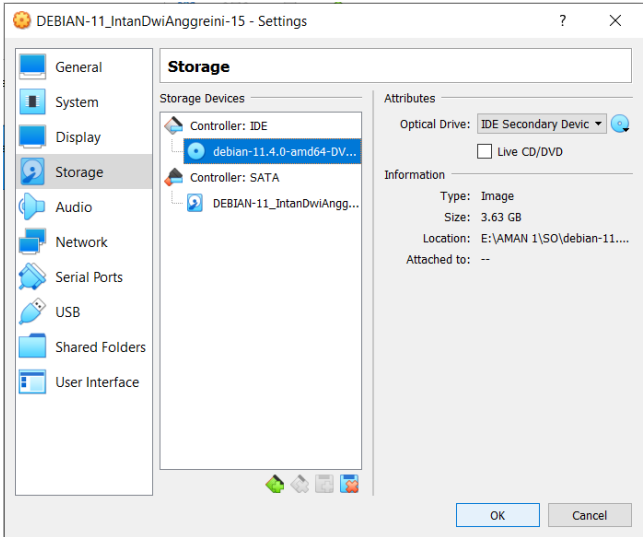 DEBIAN-11_IntanDwiAnggreini-15 - Settings
?
General
System
Display
Storage
Audio
Network
Serial Ports
USB
Shared Folders
User Interface
Storage
Storage Devices
Controller: IDE
debian-11.4.0-amd64-DV...
Controller: SATA
DEBIAN-11_IntanDwiAngg...
Attributes
Optical Drive: IDE Secondary Devic
Live CD/DVD
Information
Type: Image
Size: 3.63 GB
Location: E:\AMAN 1\SO\debian-11....
Attached to: --
OK
Cancel